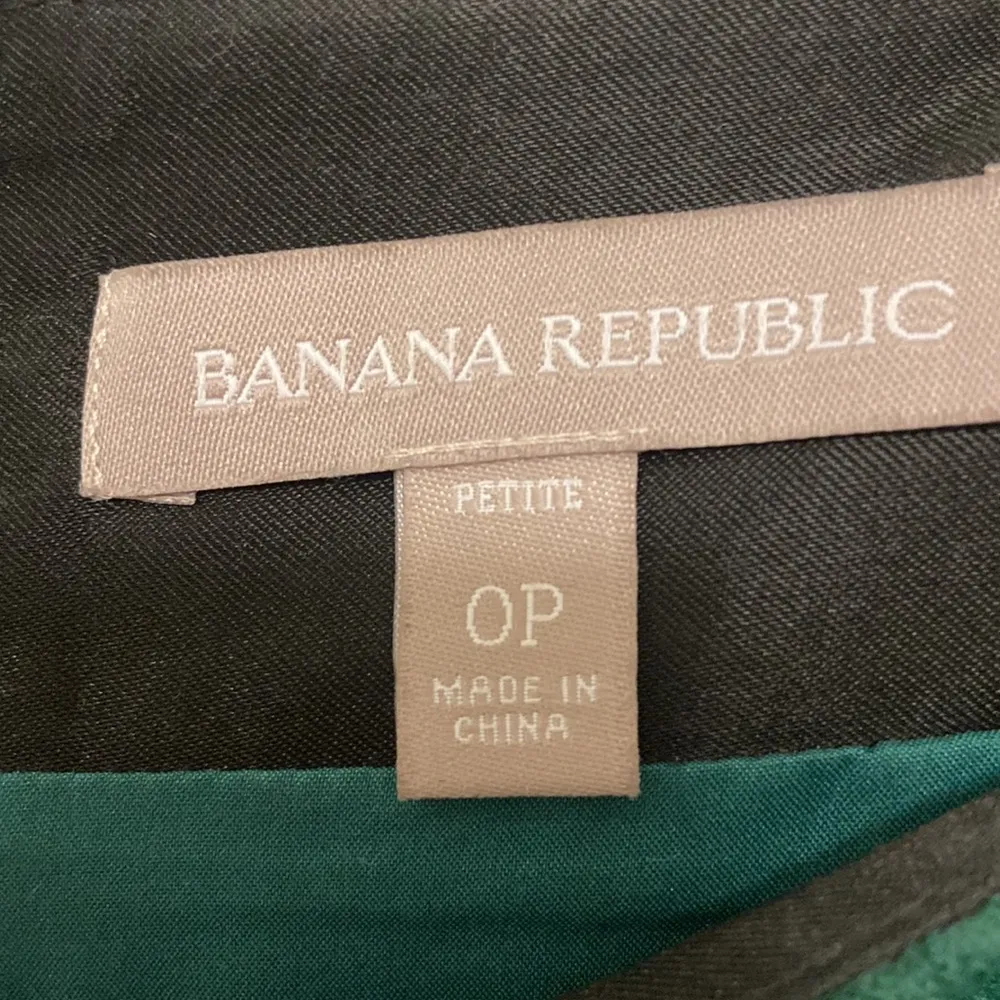 BANANA REPUBLIC
PETITE
0P
MADE IN
CHINA